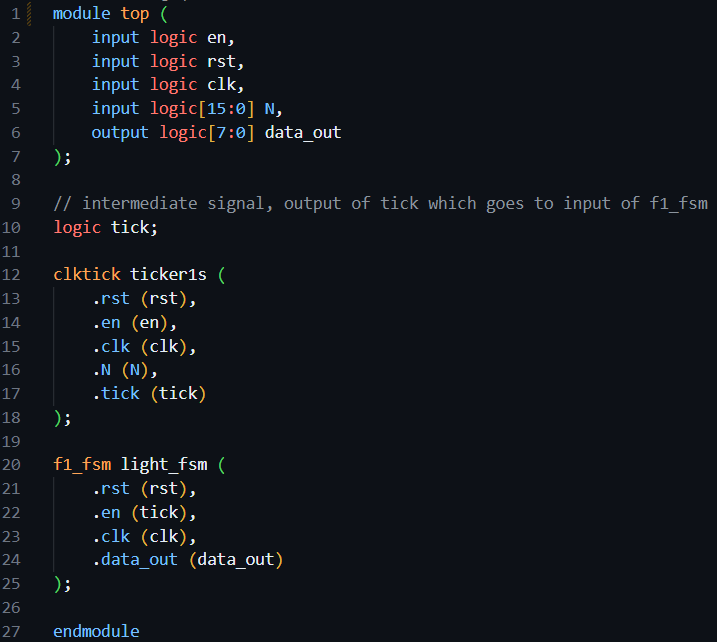 1 module top (
2 input logic en,
3 input logic rst,
4 input logic clk,
5 input logic[15:0] N,
6 output logic[7:0] data_out
7 );
8
9 // intermediate signal, output of tick which goes to input of f1_fsm
10 logic tick;
11
12 clktick ticker1s (
13 .rst (rst),
14 .en (en),
15 .clk (clk),
16 .N (N),
17 .tick (tick)
18 );
19
20 f1_fsm light_fsm (
21 .rst (rst),
22 .en (tick),
23 .clk (clk),
24 .data_out (data_out)
25 );
26
27 endmodule